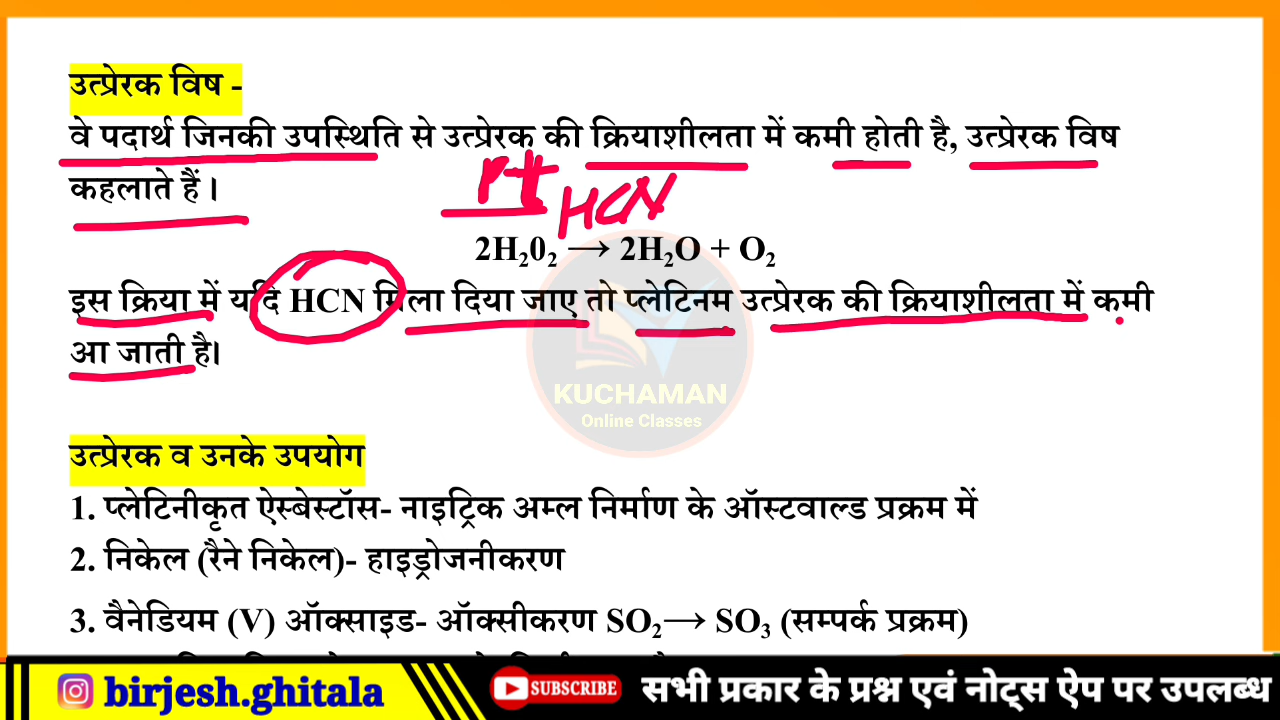 उत्प्रेरक विष -
वे पदार्थ जिनकी उपस्थिति से उत्प्रेरक की क्रियाशीलता में कमी होती है, उत्प्रेरक विष
कहलाते हैं ।
Pt
HCN
2H₂0₂ → 2H₂O + O₂
इस क्रिया में यदि HCN मिला दिया जाए तो प्लेटिनम उत्प्रेरक की क्रियाशीलता में कमी
आ जाती है।
KUCHAMAN
Online Classes
उत्प्रेरक व उनके उपयोग
1. प्लेटिनीकृत ऐस्बेस्टॉस- नाइट्रिक अम्ल निर्माण के ऑस्टवाल्ड प्रक्रम में
2. निकेल (रैने निकेल)- हाइड्रोजनीकरण
3. वैनेडियम (V) ऑक्साइड- ऑक्सीकरण SO₂→ SO₃ (सम्पर्क प्रक्रम)
birjesh.ghitala SUBSCRIBE सभी प्रकार के प्रश्न एवं नोट्स ऐप पर उपलब्ध